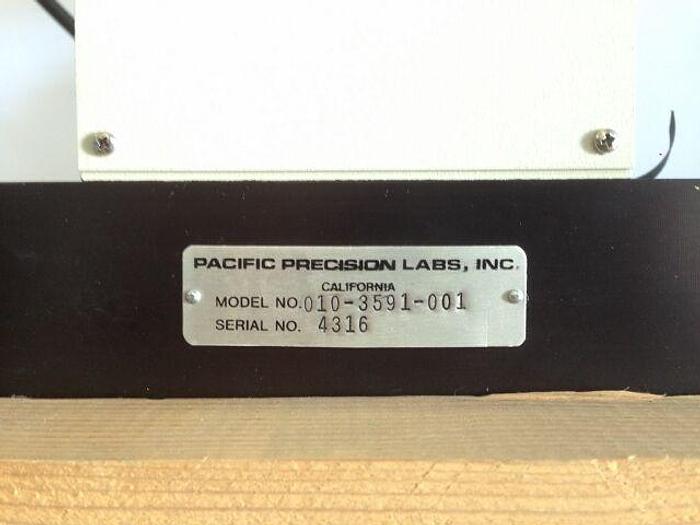 PACIFIC PRECISION LABS, INC.
CALIFORNIA
MODEL NO. 010-3591-001
SERIAL NO. 4316